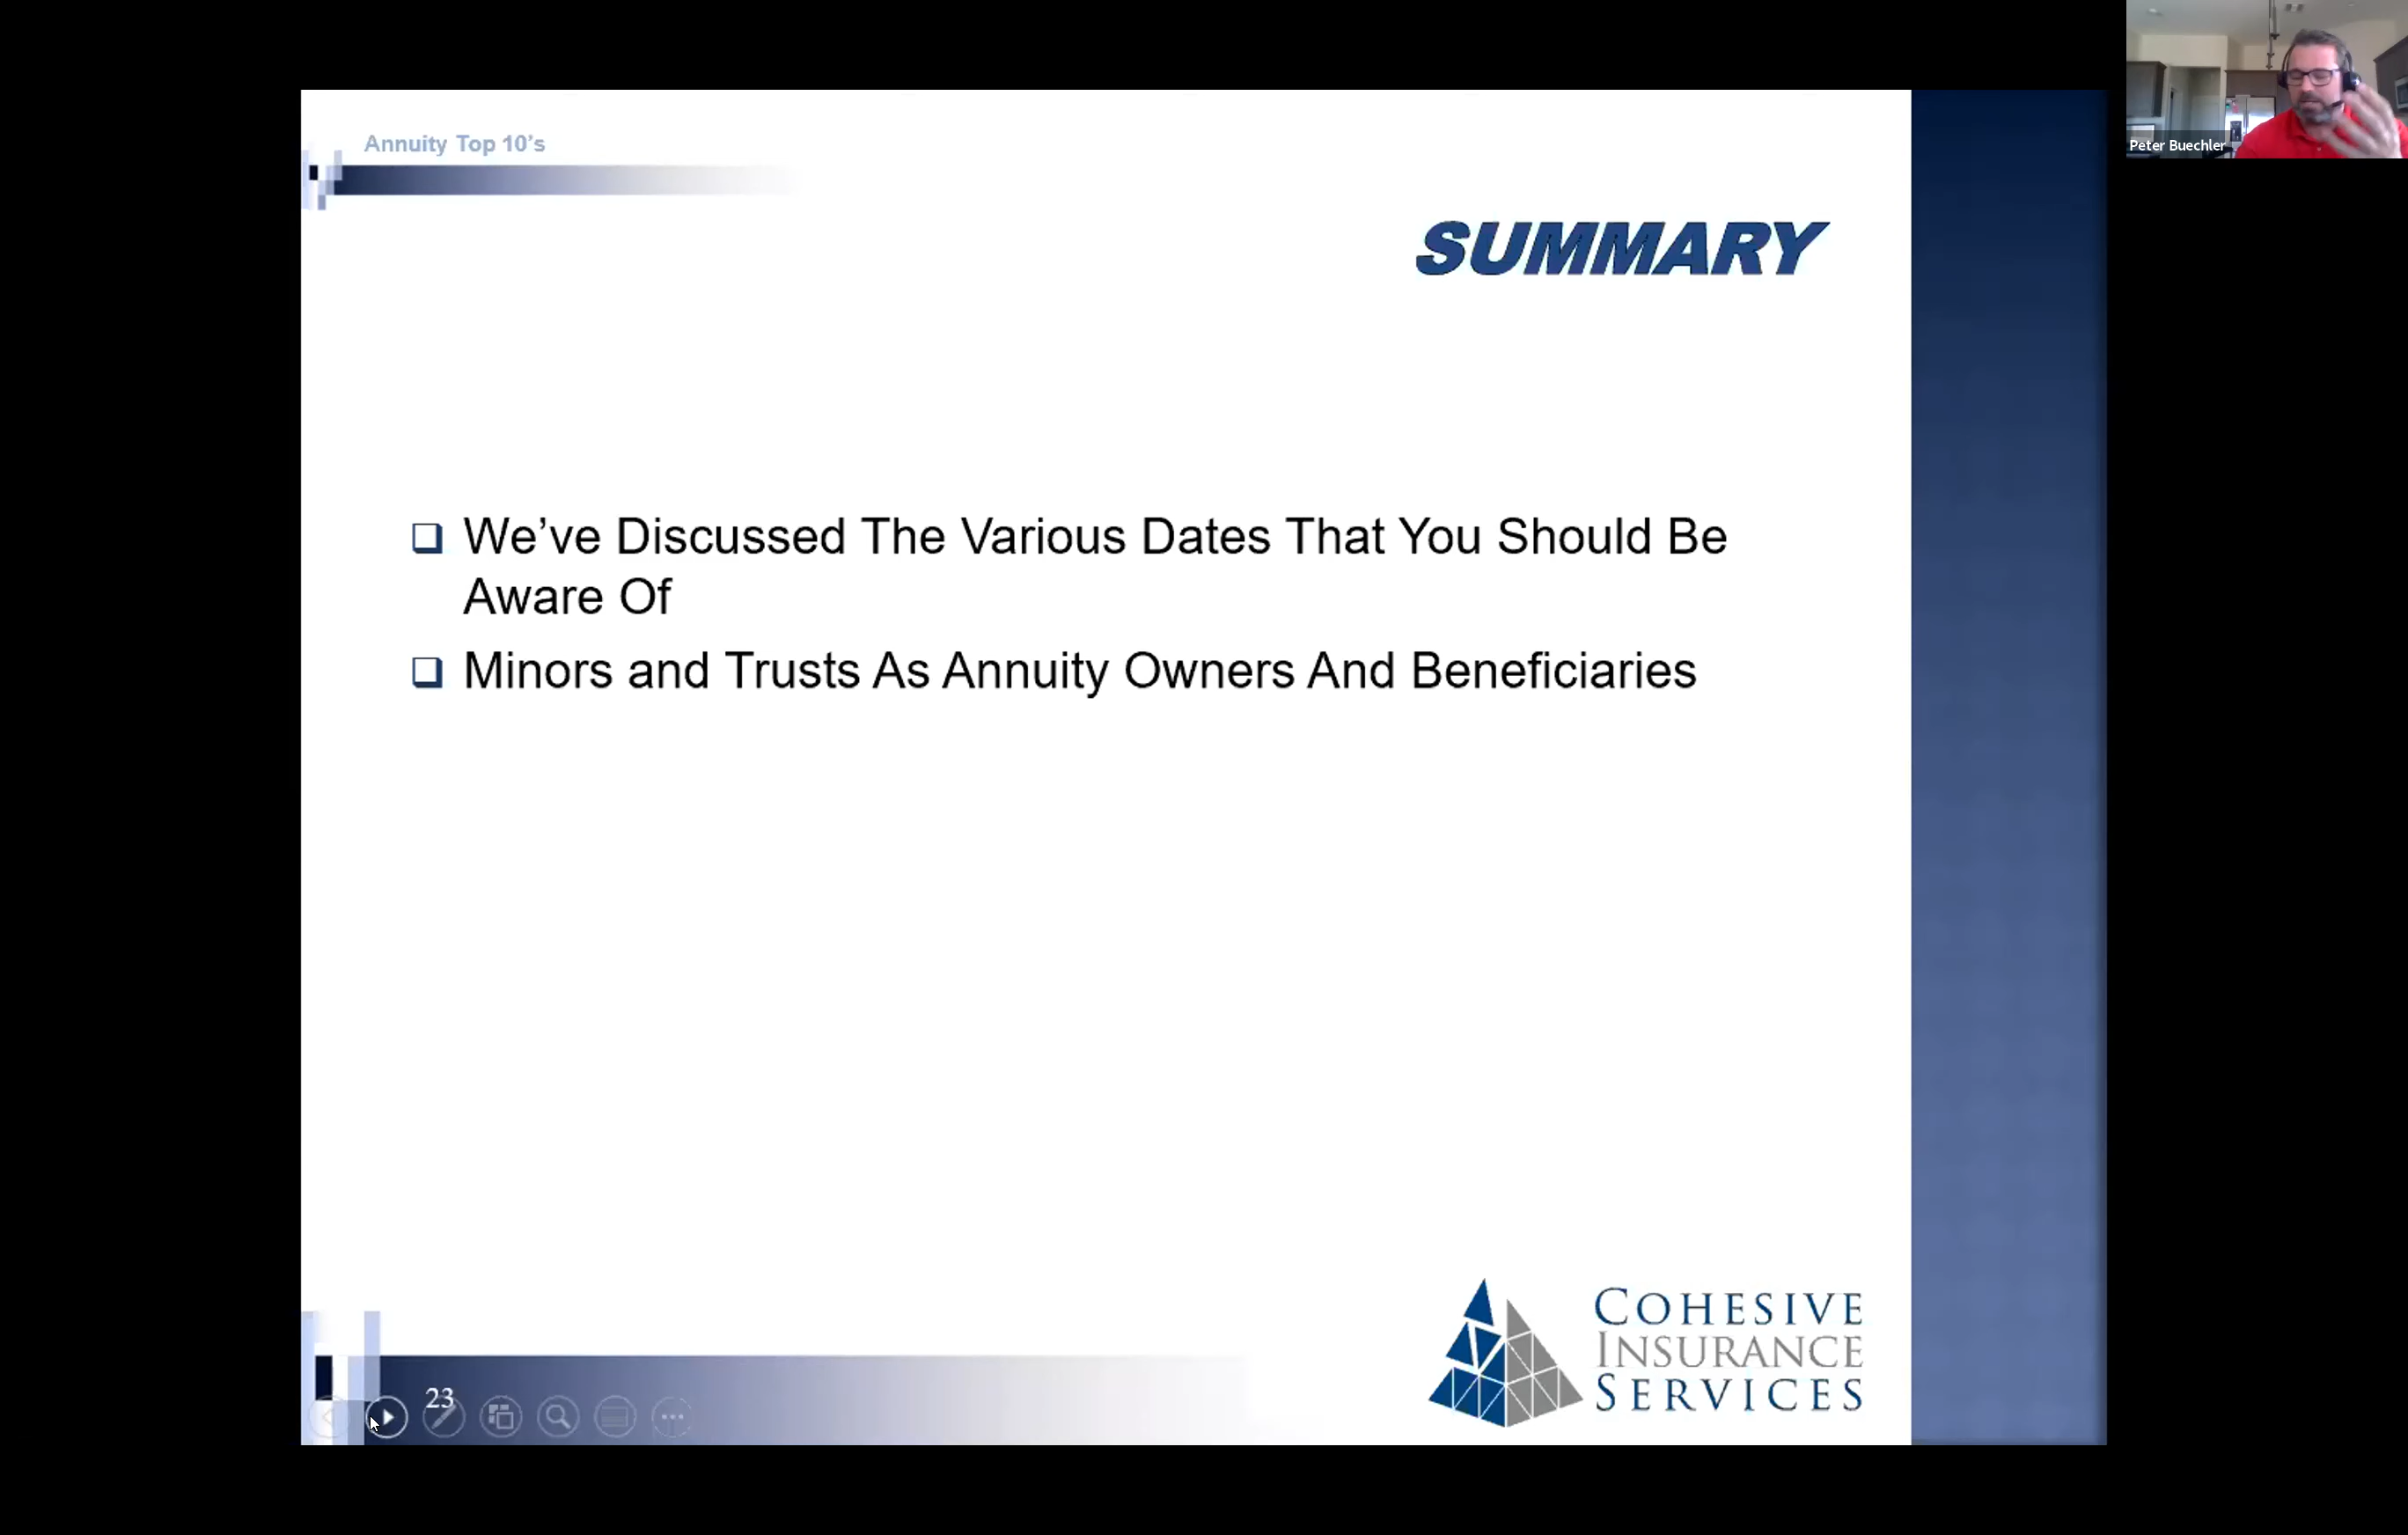 Annuity Top 10’s
Peter Buechler
SUMMARY
❑ We’ve Discussed The Various Dates That You Should Be
Aware Of
❑ Minors and Trusts As Annuity Owners And Beneficiaries
COHESIVE
INSURANCE
SERVICES
23